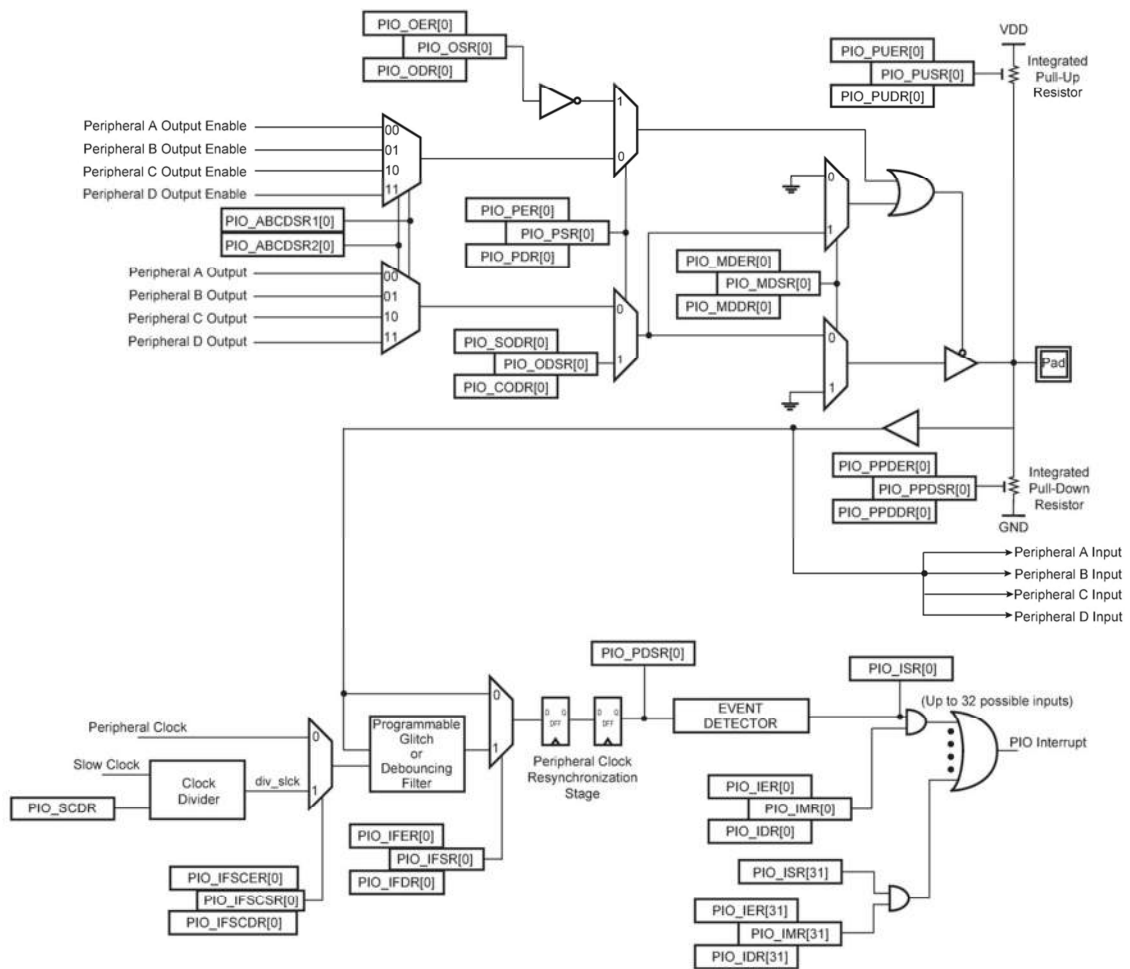 PIO_OER[0]
PIO_OSR[0]
PIO_ODR[0]
VDD
PIO_PUER[0]
PIO_PUSR[0]
PIO_PUDR[0]
Integrated
Pull-Up
Resistor
1
0
Peripheral A Output Enable
Peripheral B Output Enable
Peripheral C Output Enable
Peripheral D Output Enable
00
01
10
11
PIO_ABCDSR1[0]
PIO_ABCDSR2[0]
PIO_PER[0]
PIO_PSR[0]
PIO_PDR[0]
0
1
PIO_MDER[0]
PIO_MDSR[0]
PIO_MDDR[0]
Peripheral A Output
Peripheral B Output
Peripheral C Output
Peripheral D Output
00
01
10
11
0
1
PIO_SODR[0]
PIO_ODSR[0]
PIO_CODR[0]
0
1
Pad
PIO_PPDER[0]
PIO_PPDSR[0]
PIO_PPDDR[0]
Integrated
Pull-Down
Resistor
GND
Peripheral A Input
Peripheral B Input
Peripheral C Input
Peripheral D Input
PIO_PDSR[0]
PIO_ISR[0]
(Up to 32 possible inputs)
EVENT
DETECTOR
PIO Interrupt
0
1
D Q
DFF
D Q
DFF
Peripheral Clock
Resynchronization
Stage
Programmable
Glitch
or
Debouncing
Filter
Peripheral Clock
Slow Clock
Clock
Divider
div_slck
0
1
PIO_SCDR
PIO_IER[0]
PIO_IMR[0]
PIO_IDR[0]
PIO_IFER[0]
PIO_IFSR[0]
PIO_IFDR[0]
PIO_IFSCER[0]
PIO_IFSCSR[0]
PIO_IFSCDR[0]
PIO_ISR[31]
PIO_IER[31]
PIO_IMR[31]
PIO_IDR[31]